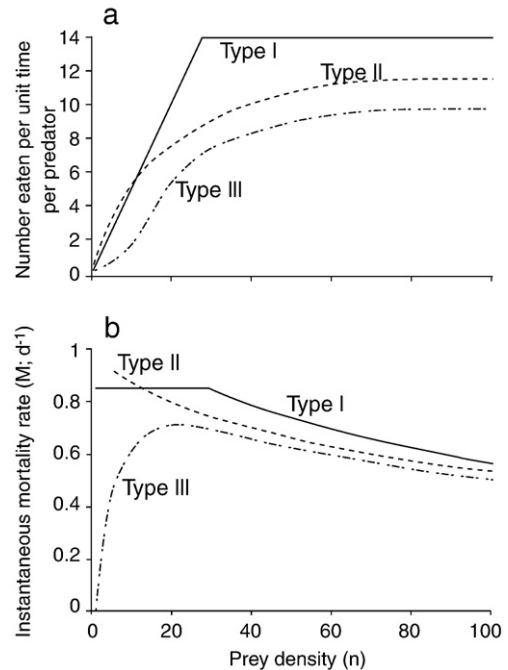 a
Number eaten per unit time
per predator
14
12
10
8
6
4
2
0
Type I
Type II
Type III
b
Instantaneous mortality rate (M; d-1)
1
0.8
0.6
0.4
0.2
0
Type II
Type I
Type III
0 20 40 60 80 100
Prey density (n)